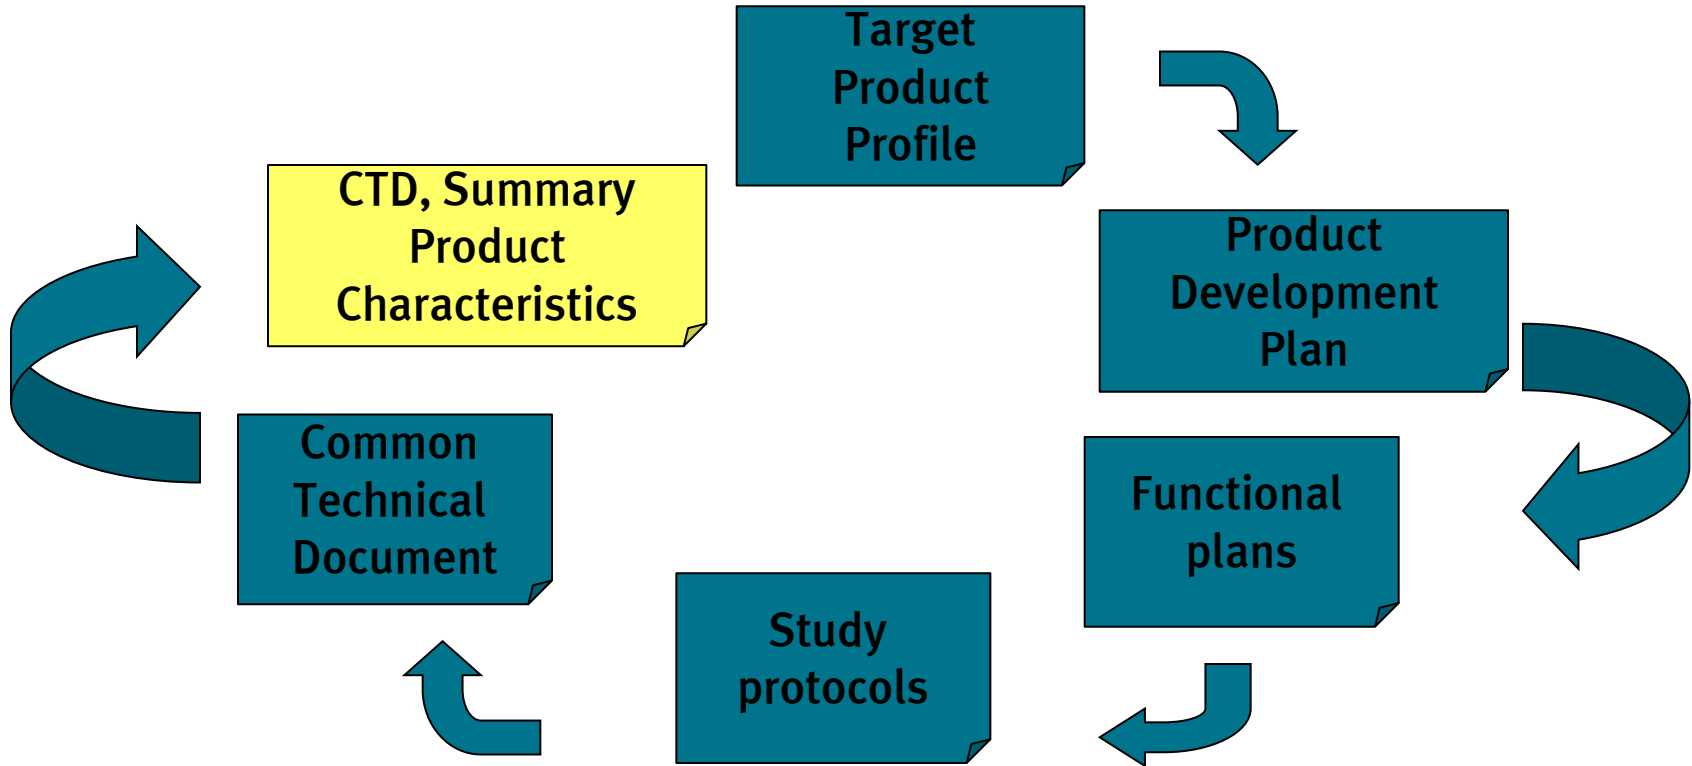 Target
Product
Profile
CTD, Summary
Product
Characteristics
Product
Development
Plan
Common
Technical
Document
Functional
plans
Study
protocols